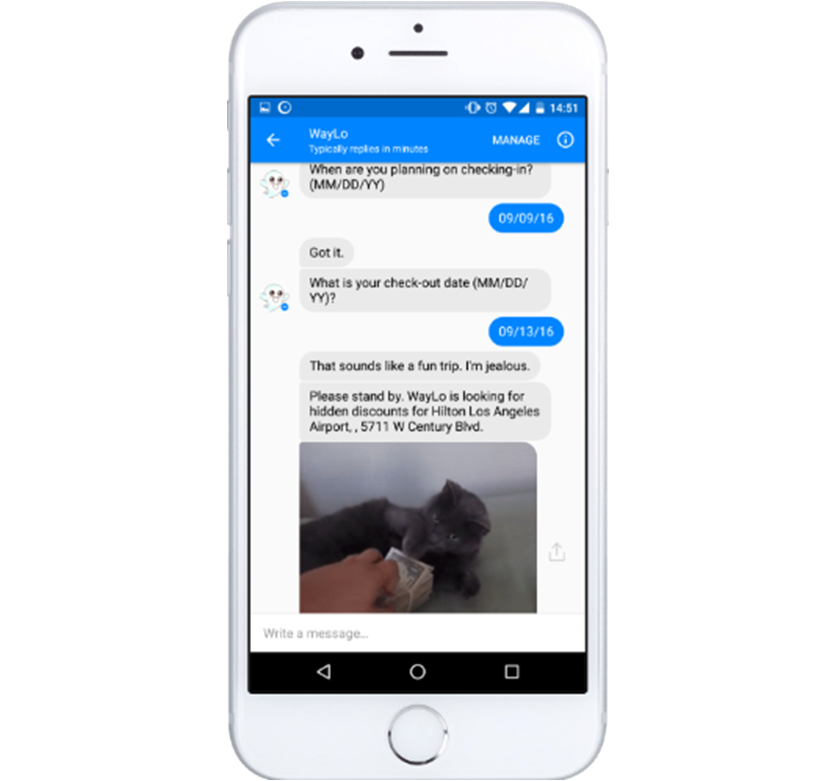 14:51
WayLo
Typically replies in minutes
MANAGE
When are you planning on checking-in?
(MM/DD/YY)
09/09/16
Got it.
What is your check-out date (MM/DD/
YY)?
09/13/16
That sounds like a fun trip. I'm jealous.
Please stand by. WayLo is looking for
hidden discounts for Hilton Los Angeles
Airport, , 5711 W Century Blvd.
Write a message...